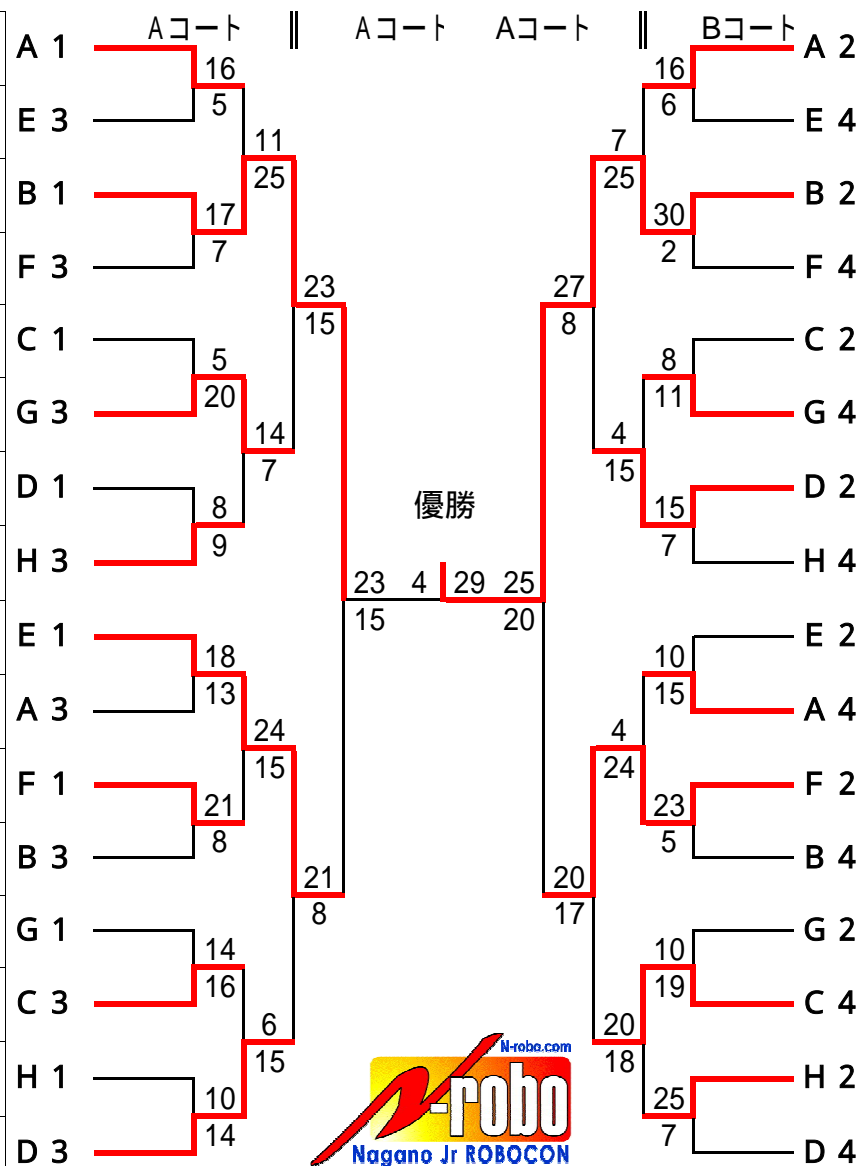 Aコート Aコート Aコート Bコート
A 1 16 16 A 2
E 3 5 6 E 4
11 7
B 1 25 25 B 2
17 30
F 3 7 2 F 4
23 27
C 1 15 8 C 2
5 8
G 3 20 11 G 4
14 4
D 1 7 15 D 2
8 15
優勝
H 3 9 7 H 4
23 4 29 25
15 20
E 1 E 2
18 10
A 3 13 15 A 4
24 4
F 1 15 24 F 2
21 23
B 3 8 5 B 4
21 20
G 1 8 17 G 2
14 10
C 3 16 19 C 4
6 20
H 1 15 18 H 2
10 25
D 3 14 7 D 4
N-robo.com
N-robo
Nagano Jr ROBOCON